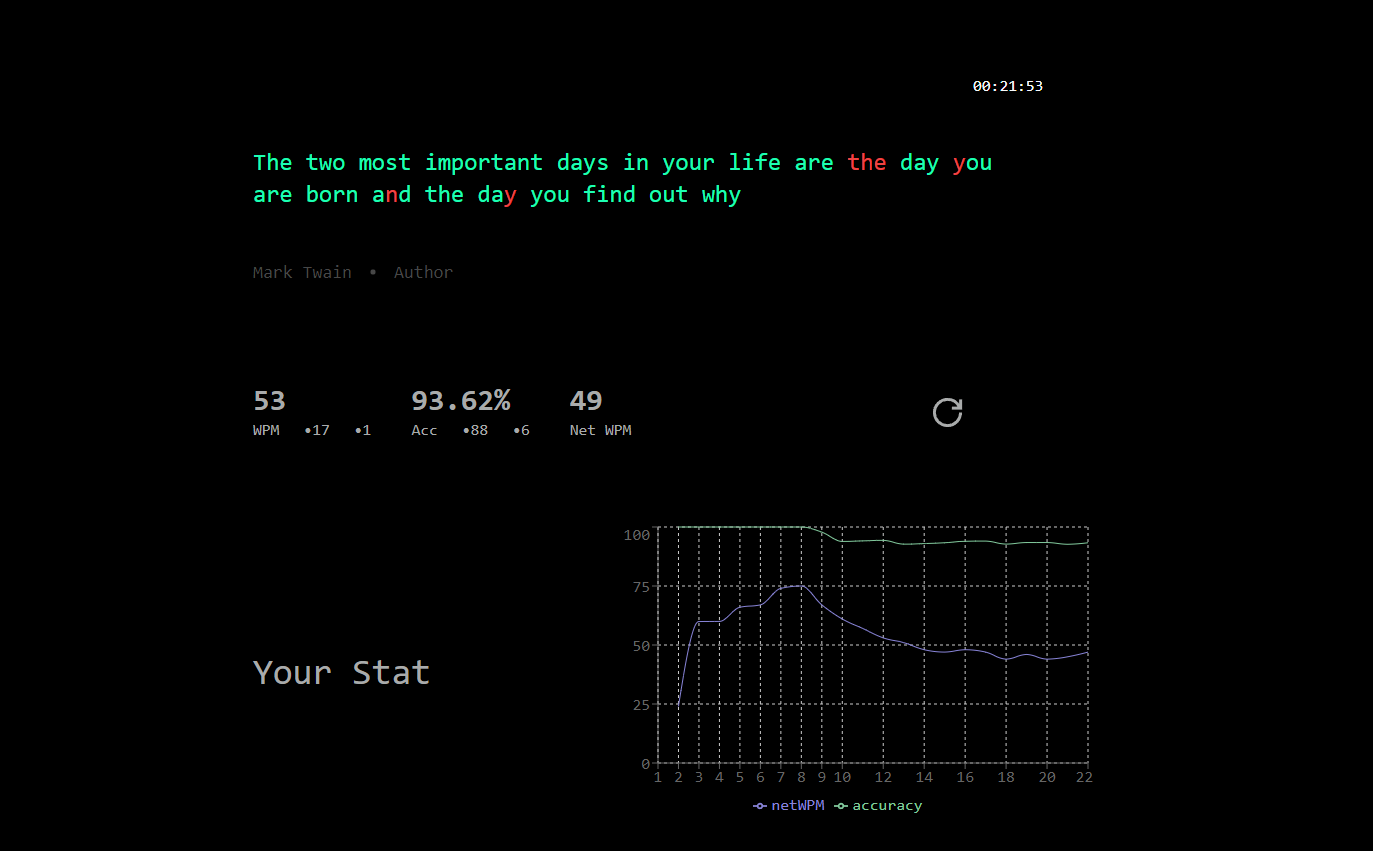 00:21:53
The two most important days in your life are the day you
are born and the day you find out why
Mark Twain • Author
53 93.62% 49
WPM •17 •1 Acc •88 •6 Net WPM
100
75
50
25
0
1 2 3 4 5 6 7 8 9 10 12 14 16 18 20 22
Your Stat
netWPM accuracy